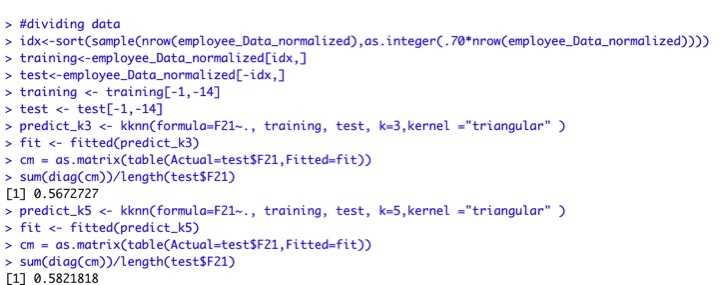 > #dividing data
> idx<-sort(sample(nrow(employee_Data_normalized),as.integer(.70*nrow(employee_Data_normalized))))
> training<-employee_Data_normalized[idx,]
> test<-employee_Data_normalized[-idx,]
> training <- training[-1,-14]
> test <- test[-1,-14]
> predict_k3 <- kknn(formula=F21~., training, test, k=3,kernel ="triangular" )
> fit <- fitted(predict_k3)
> cm = as.matrix(table(Actual=test$F21,Fitted=fit))
> sum(diag(cm))/length(test$F21)
[1] 0.5672727
> predict_k5 <- kknn(formula=F21~., training, test, k=5,kernel ="triangular" )
> fit <- fitted(predict_k5)
> cm = as.matrix(table(Actual=test$F21,Fitted=fit))
> sum(diag(cm))/length(test$F21)
[1] 0.5821818